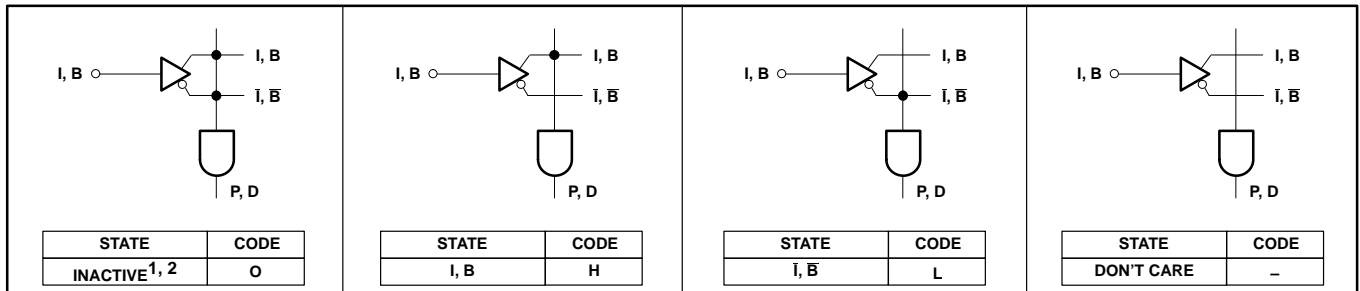 I, B
I, B
Ī, B̅
P, D
STATE CODE
INACTIVE1, 2 O
I, B
I, B
Ī, B̅
P, D
STATE CODE
I, B H
I, B
I, B
Ī, B̅
P, D
STATE CODE
Ī, B̅ L
I, B
I, B
Ī, B̅
P, D
STATE CODE
DON'T CARE –